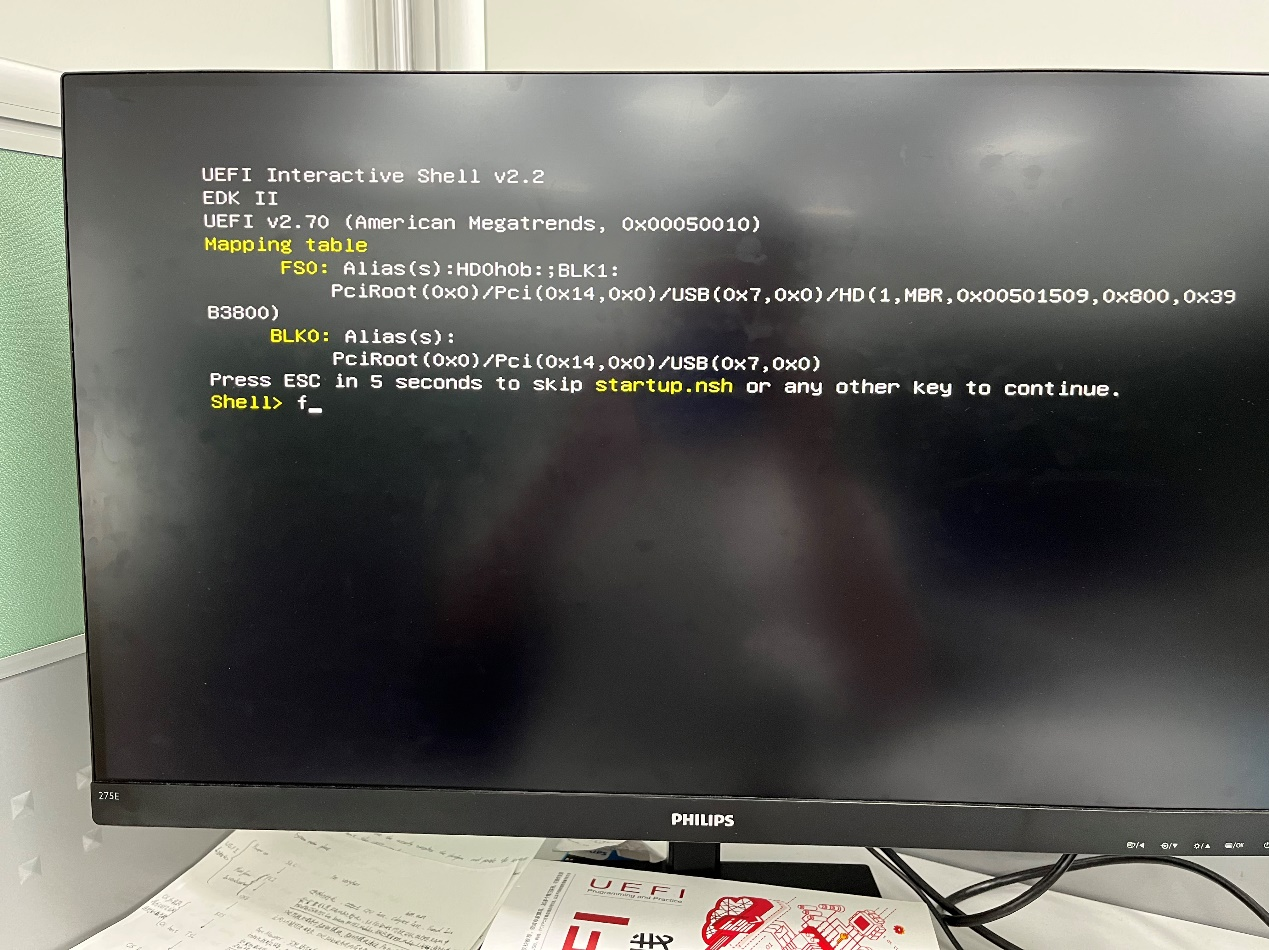 UEFI Interactive Shell v2.2
EDK II
UEFI v2.70 (American Megatrends, 0x00050010)
Mapping table
FS0: Alias(s):HD0h0b:;BLK1:
PciRoot(0x0)/Pci(0x14,0x0)/USB(0x7,0x0)/HD(1,MBR,0x00501509,0x800,0x39
B3800)
BLK0: Alias(s):
PciRoot(0x0)/Pci(0x14,0x0)/USB(0x7,0x0)
Press ESC in 5 seconds to skip startup.nsh or any other key to continue.
Shell> f_
275E
PHILIPS
UEFI
Programming and Practice